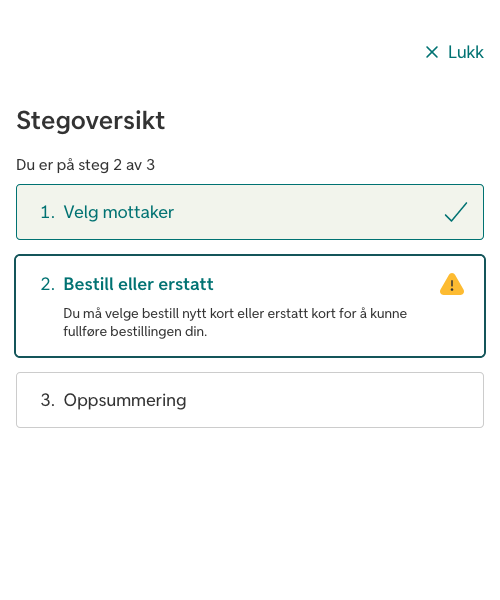 Lukk
Stegoversikt
Du er på steg 2 av 3
1. Velg mottaker
2. Bestill eller erstatt
Du må velge bestill nytt kort eller erstatt kort for å kunne
fullføre bestillingen din.
3. Oppsummering